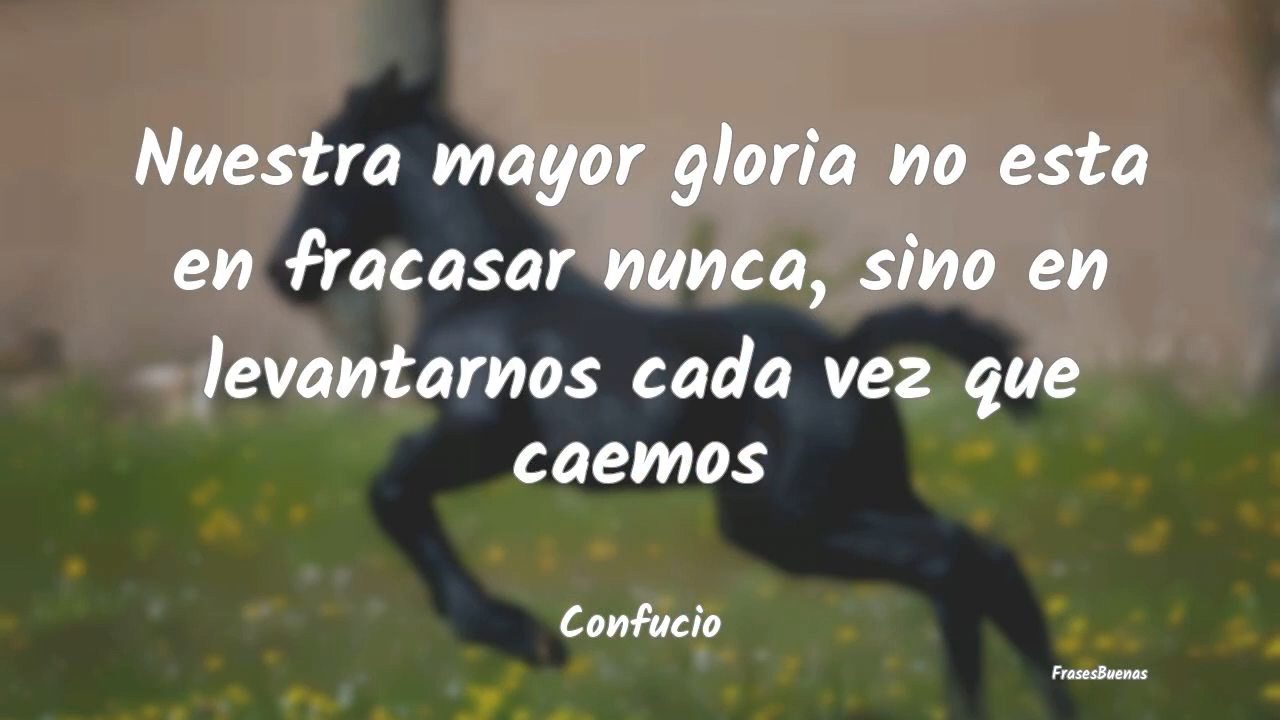 Nuestra mayor gloria no esta
en fracasar nunca, sino en
levantarnos cada vez que
caemos
Confucio
FrasesBuenas